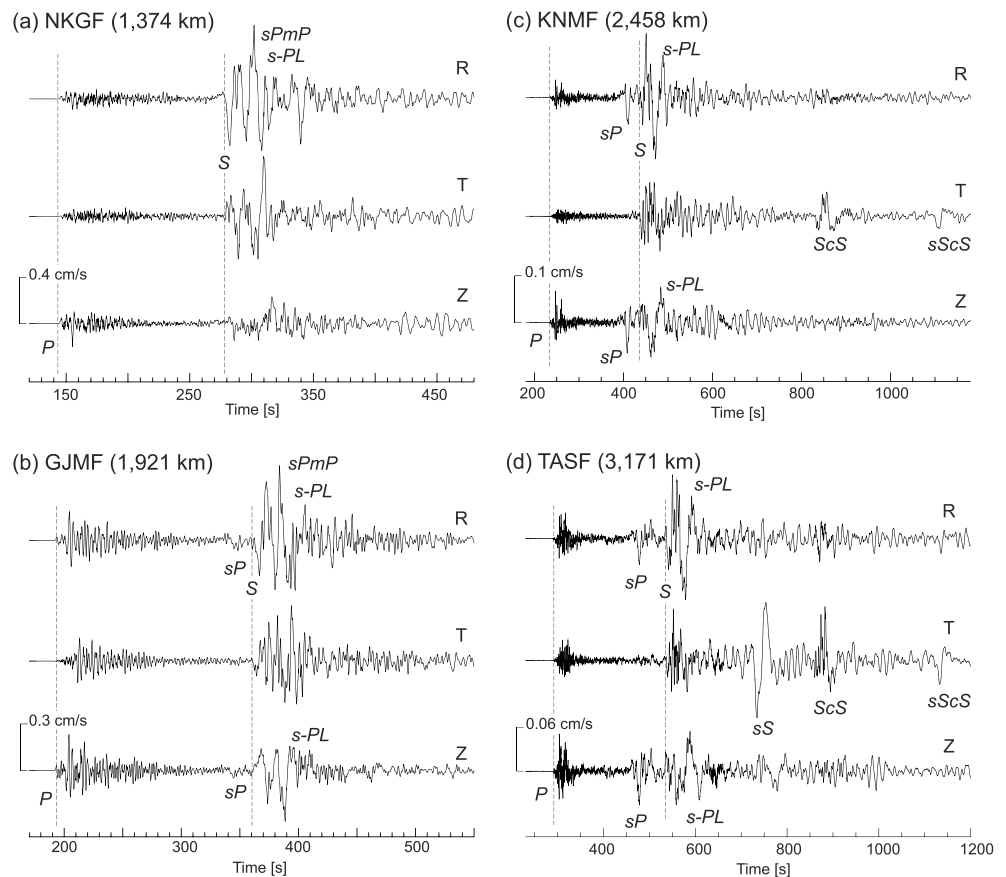 (a) NKGF (1,374 km)
sPmP
s-PL
R
S
T
0.4 cm/s
Z
P
150 250 350 450
Time [s]
(c) KNMF (2,458 km)
s-PL
R
sP
S
T
ScS sScS
0.1 cm/s
s-PL
Z
P
sP
200 400 600 800 1000
Time [s]
(b) GJMF (1,921 km)
sPmP
s-PL
R
sP
S
T
0.3 cm/s
s-PL
Z
P
sP
200 300 400 500
Time [s]
(d) TASF (3,171 km)
s-PL
R
sP
S
T
sS ScS sScS
0.06 cm/s
Z
P
sP s-PL
400 600 800 1000 1200
Time [s]